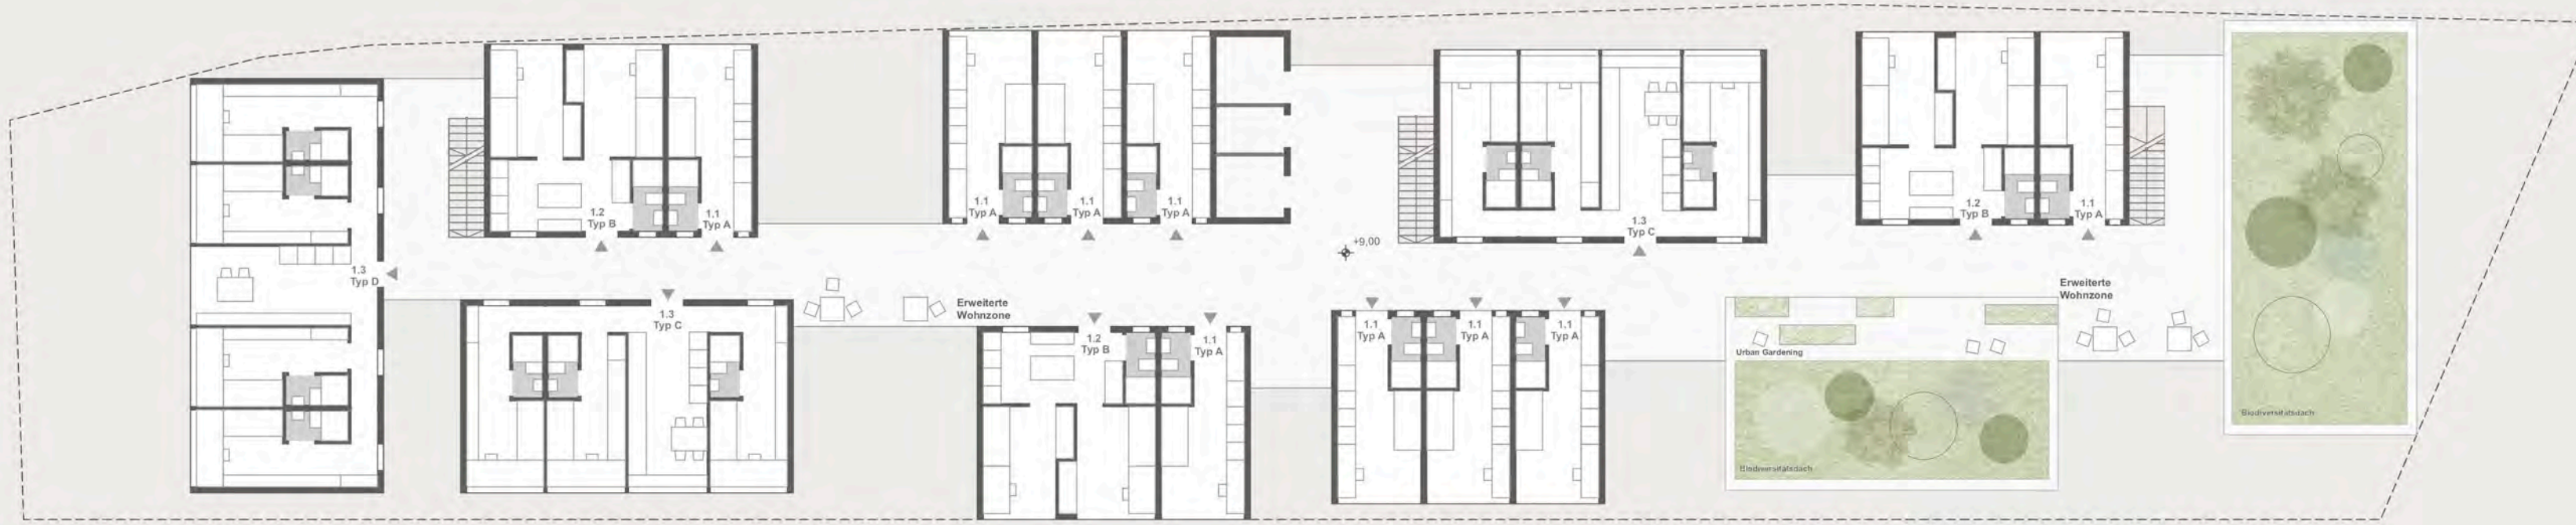 1.3
Typ D
1.2
Typ B
1.1
Typ A
1.3
Typ C
Erweiterte
Wohnzone
1.1
Typ A
1.1
Typ A
1.1
Typ A
1.2
Typ B
1.1
Typ A
+9,00
1.3
Typ C
1.1
Typ A
1.1
Typ A
1.1
Typ A
1.2
Typ B
1.1
Typ A
Erweiterte
Wohnzone
Urban Gardening
Biodiversitätsdach
Biodiversitätsdach